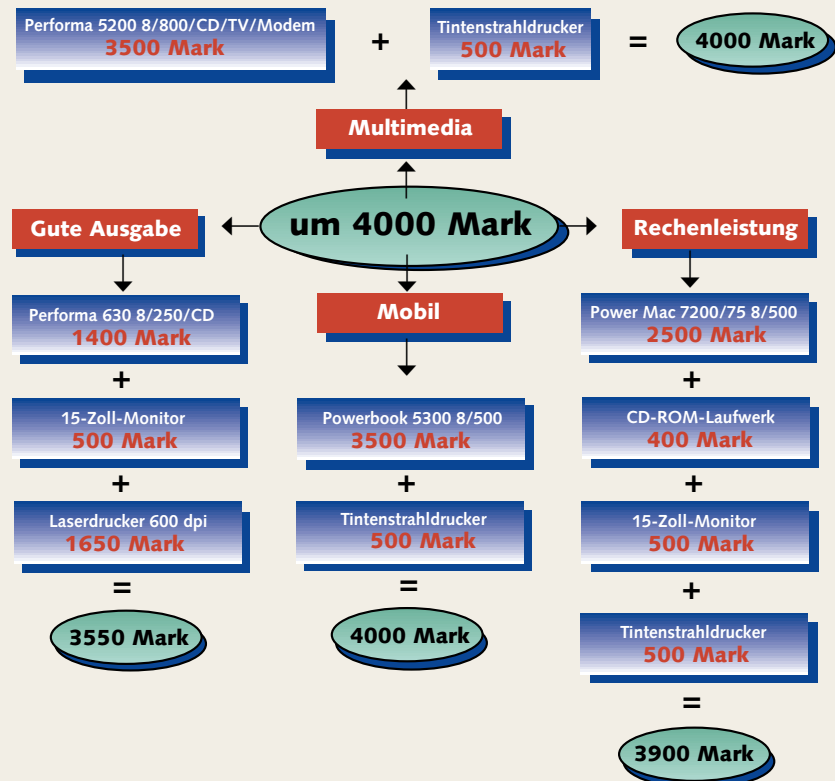 Performa 5200 8/800/CD/TV/Modem
3500 Mark
+
Tintenstrahldrucker
500 Mark
=
4000 Mark
Multimedia
um 4000 Mark
Gute Ausgabe
Performa 630 8/250/CD
1400 Mark
+
15-Zoll-Monitor
500 Mark
+
Laserdrucker 600 dpi
1650 Mark
=
3550 Mark
Mobil
Powerbook 5300 8/500
3500 Mark
+
Tintenstrahldrucker
500 Mark
=
4000 Mark
Rechenleistung
Power Mac 7200/75 8/500
2500 Mark
+
CD-ROM-Laufwerk
400 Mark
+
15-Zoll-Monitor
500 Mark
+
Tintenstrahldrucker
500 Mark
=
3900 Mark